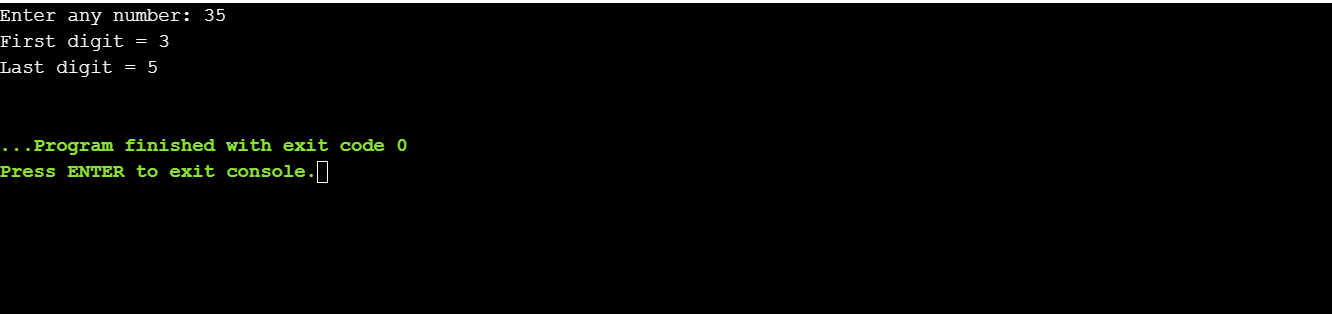 Enter any number: 35
First digit = 3
Last digit = 5
...Program finished with exit code 0
Press ENTER to exit console.